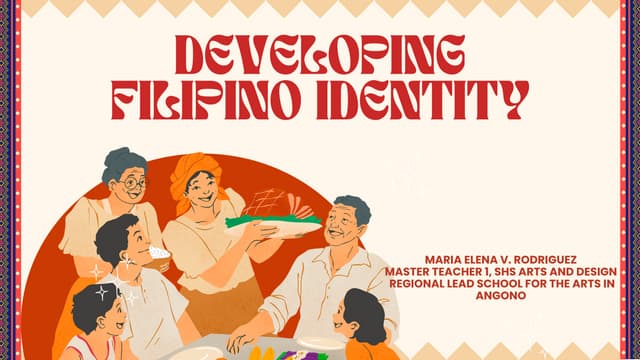 DEVELOPING
FILIPINO IDENTITY
MARIA ELENA V. RODRIGUEZ
MASTER TEACHER 1, SHS ARTS AND DESIGN
REGIONAL LEAD SCHOOL FOR THE ARTS IN
ANGONO